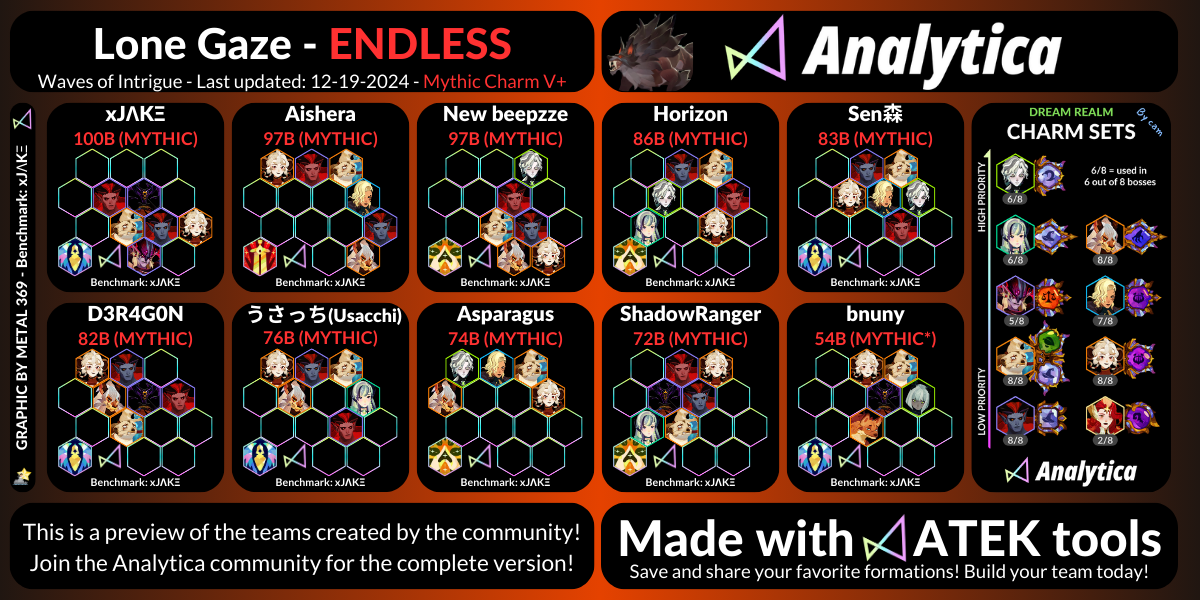 Lone Gaze - ENDLESS
Waves of Intrigue - Last updated: 12-19-2024 - Mythic Charm V+
Analytica
GRAPHIC BY METAL 369 - Benchmark: xJΛKΞ
xJΛKΞ
100B (MYTHIC)
Benchmark: xJΛKΞ
Aishera
97B (MYTHIC)
Benchmark: xJΛKΞ
New beepzze
97B (MYTHIC)
Benchmark: xJΛKΞ
Horizon
86B (MYTHIC)
Benchmark: xJΛKΞ
Sen森
83B (MYTHIC)
Benchmark: xJΛKΞ
D3R4G0N
82B (MYTHIC)
Benchmark: xJΛKΞ
うさっち(Usacchi)
76B (MYTHIC)
Benchmark: xJΛKΞ
Asparagus
74B (MYTHIC)
Benchmark: xJΛKΞ
ShadowRanger
72B (MYTHIC)
Benchmark: xJΛKΞ
bnuny
54B (MYTHIC*)
Benchmark: xJΛKΞ
DREAM REALM
CHARM SETS
By cam
HIGH PRIORITY
LOW PRIORITY
6/8 = used in
6 out of 8 bosses
6/8
6/8
8/8
5/8
7/8
8/8
8/8
8/8
2/8
Analytica
This is a preview of the teams created by the community!
Join the Analytica community for the complete version!
Made with ATEK tools
Save and share your favorite formations! Build your team today!